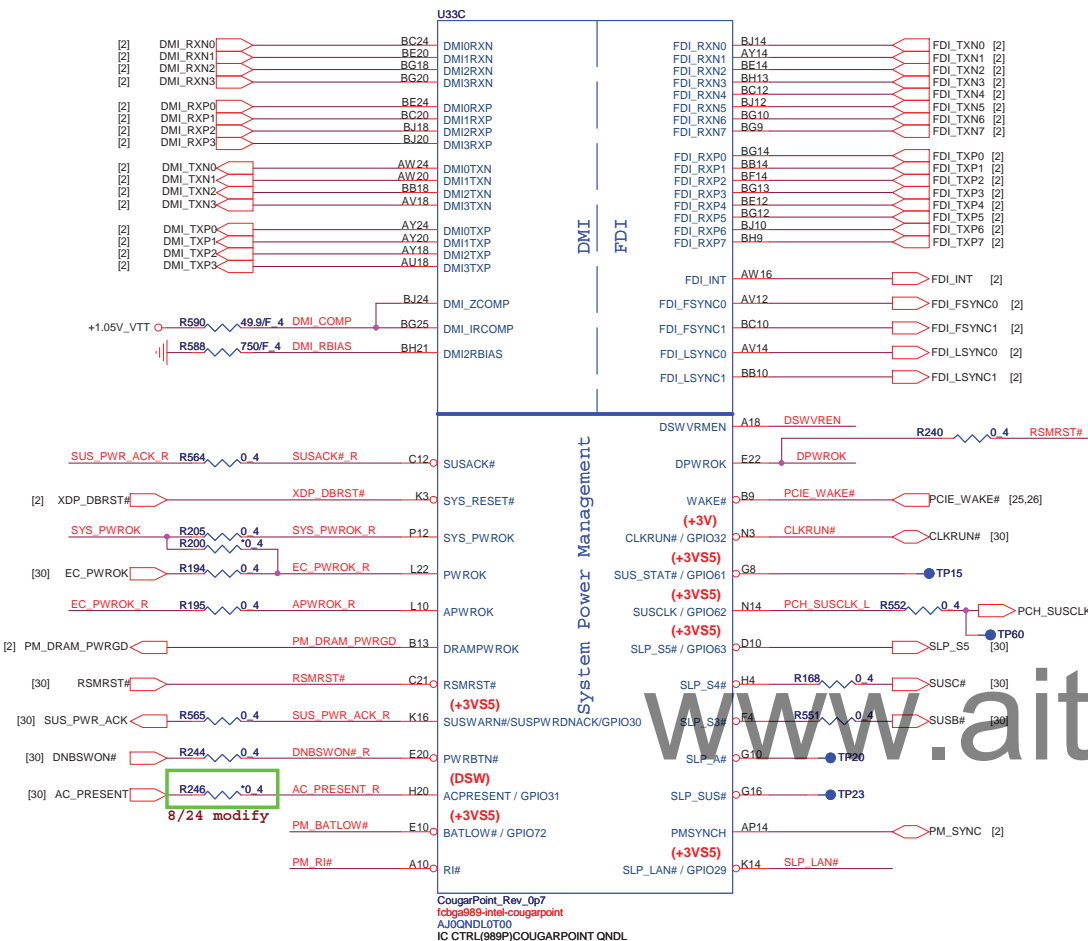 U33C
[2] DMI_RXN0 BC24 DMI0RXN
[2] DMI_RXN1 BE20 DMI1RXN
[2] DMI_RXN2 BG18 DMI2RXN
[2] DMI_RXN3 BG20 DMI3RXN
[2] DMI_RXP0 BE24 DMI0RXP
[2] DMI_RXP1 BC20 DMI1RXP
[2] DMI_RXP2 BJ18 DMI2RXP
[2] DMI_RXP3 BJ20 DMI3RXP
[2] DMI_TXN0 AW24 DMI0TXN
[2] DMI_TXN1 AW20 DMI1TXN
[2] DMI_TXN2 BB18 DMI2TXN
[2] DMI_TXN3 AV18 DMI3TXN
[2] DMI_TXP0 AY24 DMI0TXP
[2] DMI_TXP1 AY20 DMI1TXP
[2] DMI_TXP2 AY18 DMI2TXP
[2] DMI_TXP3 AU18 DMI3TXP
BJ24 DMI_ZCOMP
+1.05V_VTT R590 49.9/F_4 DMI_COMP BG25 DMI_IRCOMP
R588 750/F_4 DMI_RBIAS BH21 DMI2RBIAS
DMI
FDI
FDI_RXN0 BJ14 FDI_TXN0 [2]
FDI_RXN1 AY14 FDI_TXN1 [2]
FDI_RXN2 BE14 FDI_TXN2 [2]
FDI_RXN3 BH13 FDI_TXN3 [2]
FDI_RXN4 BC12 FDI_TXN4 [2]
FDI_RXN5 BJ12 FDI_TXN5 [2]
FDI_RXN6 BG10 FDI_TXN6 [2]
FDI_RXN7 BG9 FDI_TXN7 [2]
FDI_RXP0 BG14 FDI_TXP0 [2]
FDI_RXP1 BB14 FDI_TXP1 [2]
FDI_RXP2 BF14 FDI_TXP2 [2]
FDI_RXP3 BG13 FDI_TXP3 [2]
FDI_RXP4 BE12 FDI_TXP4 [2]
FDI_RXP5 BG12 FDI_TXP5 [2]
FDI_RXP6 BJ10 FDI_TXP6 [2]
FDI_RXP7 BH9 FDI_TXP7 [2]
FDI_INT AW16 FDI_INT [2]
FDI_FSYNC0 AV12 FDI_FSYNC0 [2]
FDI_FSYNC1 BC10 FDI_FSYNC1 [2]
FDI_LSYNC0 AV14 FDI_LSYNC0 [2]
FDI_LSYNC1 BB10 FDI_LSYNC1 [2]
SUS_PWR_ACK_R R564 0_4 SUSACK#_R C12 SUSACK#
[2] XDP_DBRST# XDP_DBRST# K3 SYS_RESET#
SYS_PWROK R205 0_4 SYS_PWROK_R P12 SYS_PWROK
R200 *0_4
[30] EC_PWROK R194 0_4 EC_PWROK_R L22 PWROK
EC_PWROK_R R195 0_4 APWROK_R L10 APWROK
[2] PM_DRAM_PWRGD PM_DRAM_PWRGD B13 DRAMPWROK
[30] RSMRST# RSMRST# C21 RSMRST#
(+3VS5)
[30] SUS_PWR_ACK R565 0_4 SUS_PWR_ACK_R K16 SUSWARN#/SUSPWRDNACK/GPIO30
[30] DNBSWON# R244 0_4 DNBSWON#_R E20 PWRBTN#
(DSW)
[30] AC_PRESENT R246 *0_4 AC_PRESENT_R H20 ACPRESENT / GPIO31
8/24 modify
(+3VS5)
PM_BATLOW# E10 BATLOW# / GPIO72
PM_RI# A10 RI#
System Power Management
DSWVRMEN A18 DSWVREN
R240 0_4 RSMRST#
DPWROK E22 DPWROK
WAKE# B9 PCIE_WAKE# PCIE_WAKE# [25,26]
(+3V)
CLKRUN# / GPIO32 N3 CLKRUN# CLKRUN# [30]
(+3VS5)
SUS_STAT# / GPIO61 G8 TP15
(+3VS5)
SUSCLK / GPIO62 N14 PCH_SUSCLK_L R552 0_4 PCH_SUSCLK
TP60
(+3VS5)
SLP_S5# / GPIO63 D10 SLP_S5 [30]
SLP_S4# H4 R168 0_4 SUSC# [30]
SLP_S3# F4 R551 0_4 SUSB# [30]
SLP_A# G10 TP20
SLP_SUS# G16 TP23
PMSYNCH AP14 PM_SYNC [2]
(+3VS5)
SLP_LAN# / GPIO29 K14 SLP_LAN#
www.ait
CougarPoint_Rev_0p7
fcbga989-intel-cougarpoint
AJ0QNDL0T00
IC CTRL(989P)COUGARPOINT QNDL